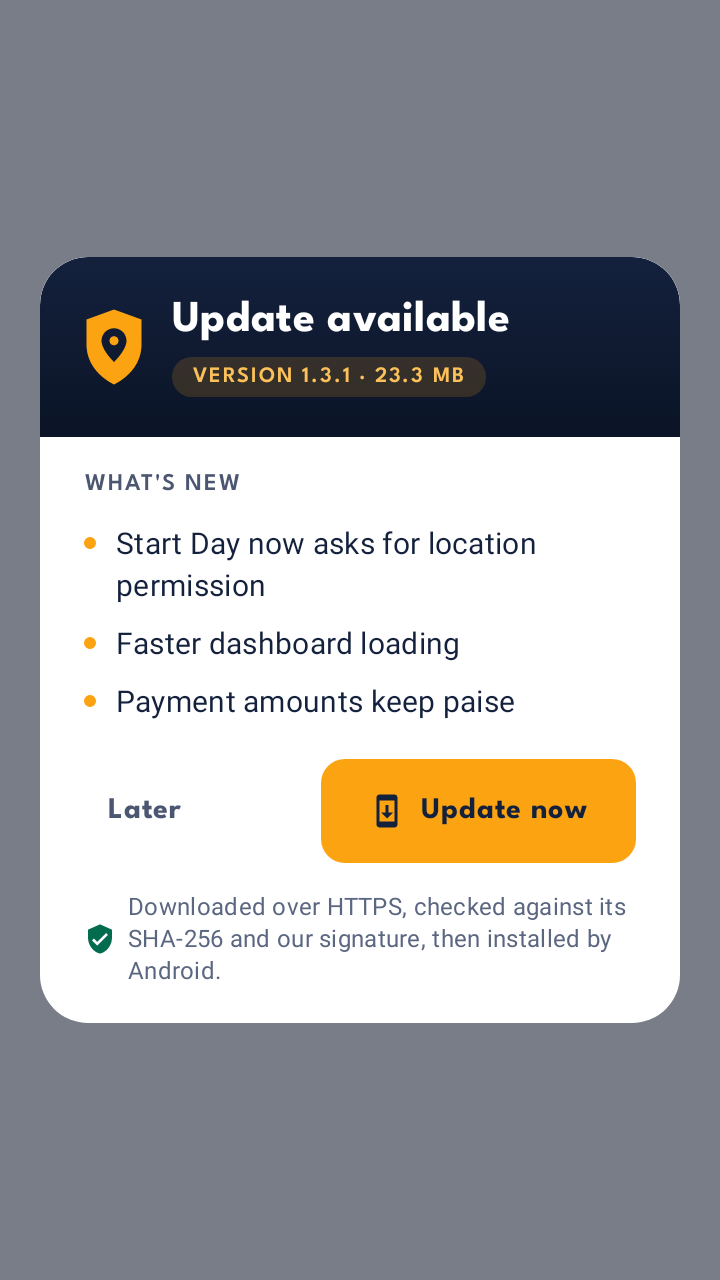 Update available
VERSION 1.3.1 · 23.3 MB
WHAT'S NEW
Start Day now asks for location
permission
Faster dashboard loading
Payment amounts keep paise
Later
Update now
Downloaded over HTTPS, checked against its
SHA-256 and our signature, then installed by
Android.